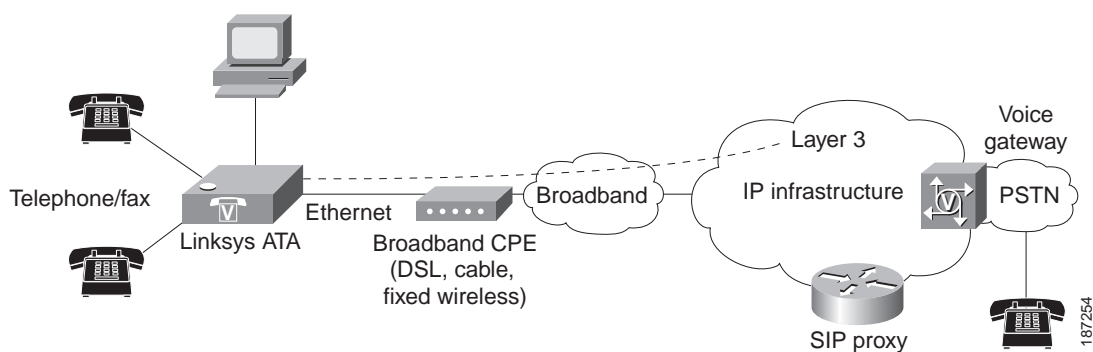 Telephone/fax
V
Linksys ATA
Ethernet
Broadband CPE
(DSL, cable,
fixed wireless)
Broadband
Layer 3
IP infrastructure
Voice
gateway
V
PSTN
SIP proxy
187254